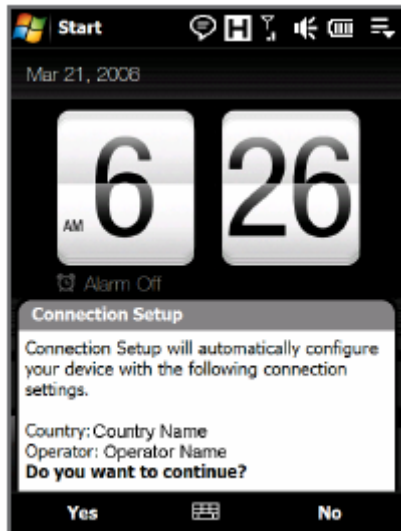 Start
H
Mar 21, 2008
AM 6 26
Alarm Off
Connection Setup
Connection Setup will automatically configure
your device with the following connection
settings.
Country: Country Name
Operator: Operator Name
Do you want to continue?
Yes No